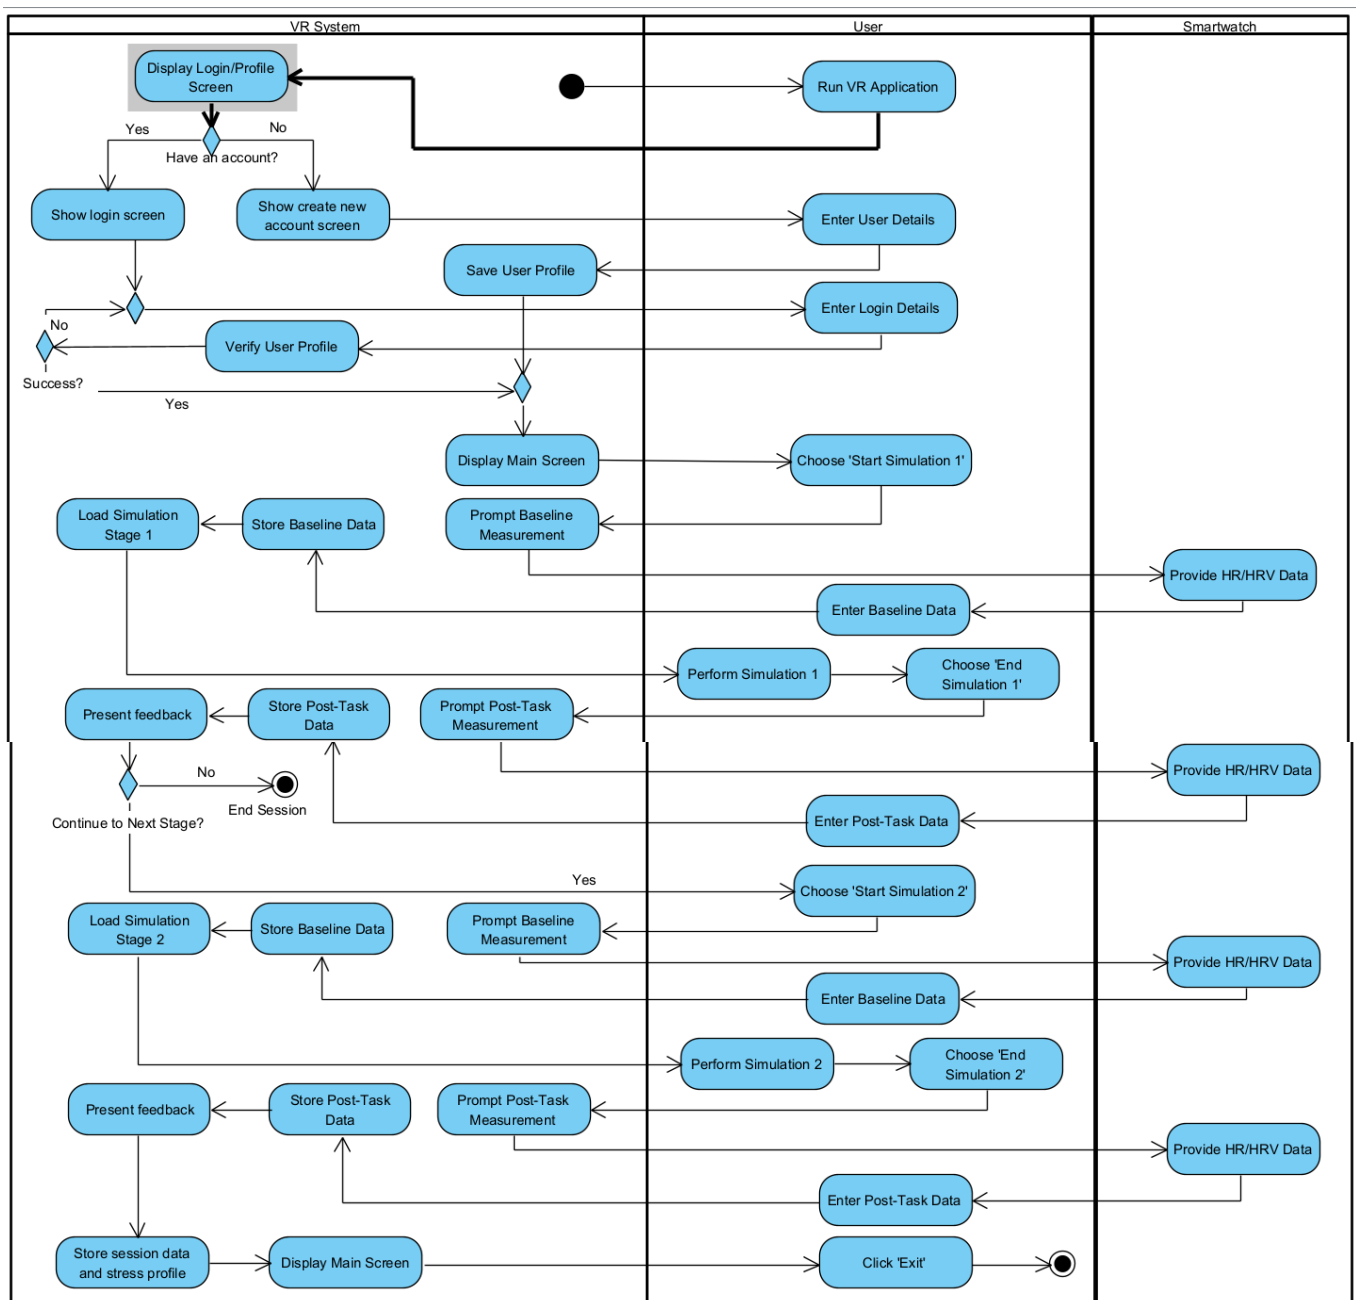 VR System
User
Smartwatch
Display Login/Profile
Screen
Run VR Application
Yes
No
Have an account?
Show login screen
Show create new
account screen
Enter User Details
Save User Profile
Enter Login Details
No
Verify User Profile
Success?
Yes
Display Main Screen
Choose 'Start Simulation 1'
Load Simulation
Stage 1
Store Baseline Data
Prompt Baseline
Measurement
Provide HR/HRV Data
Enter Baseline Data
Perform Simulation 1
Choose 'End
Simulation 1'
Present feedback
Store Post-Task
Data
Prompt Post-Task
Measurement
No
Provide HR/HRV Data
End Session
Continue to Next Stage?
Enter Post-Task Data
Yes
Choose 'Start Simulation 2'
Load Simulation
Stage 2
Store Baseline Data
Prompt Baseline
Measurement
Provide HR/HRV Data
Enter Baseline Data
Perform Simulation 2
Choose 'End
Simulation 2'
Present feedback
Store Post-Task
Data
Prompt Post-Task
Measurement
Provide HR/HRV Data
Enter Post-Task Data
Store session data
and stress profile
Display Main Screen
Click 'Exit'